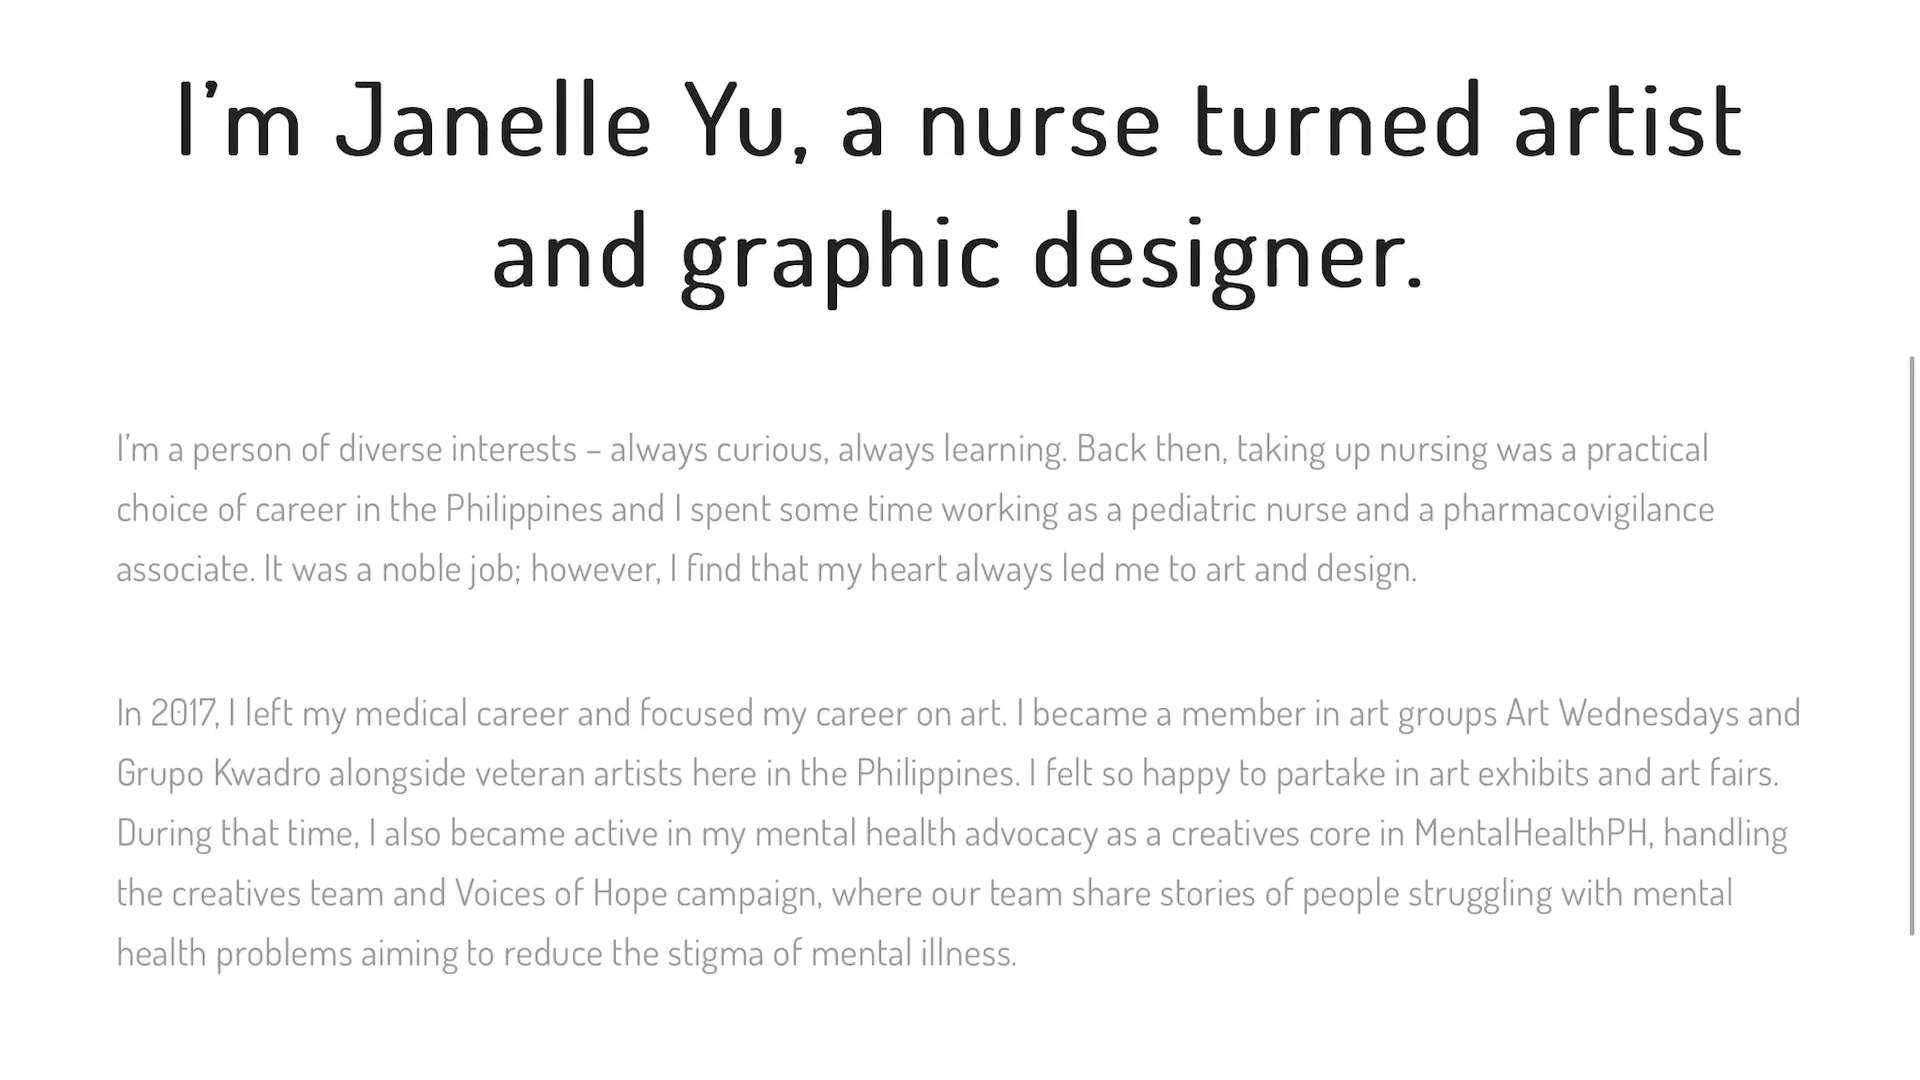 I’m Janelle Yu, a nurse turned artist
and graphic designer.
I’m a person of diverse interests – always curious, always learning. Back then, taking up nursing was a practical
choice of career in the Philippines and I spent some time working as a pediatric nurse and a pharmacovigilance
associate. It was a noble job; however, I find that my heart always led me to art and design.
In 2017, I left my medical career and focused my career on art. I became a member in art groups Art Wednesdays and
Grupo Kwadro alongside veteran artists here in the Philippines. I felt so happy to partake in art exhibits and art fairs.
During that time, I also became active in my mental health advocacy as a creatives core in MentalHealthPH, handling
the creatives team and Voices of Hope campaign, where our team share stories of people struggling with mental
health problems aiming to reduce the stigma of mental illness.